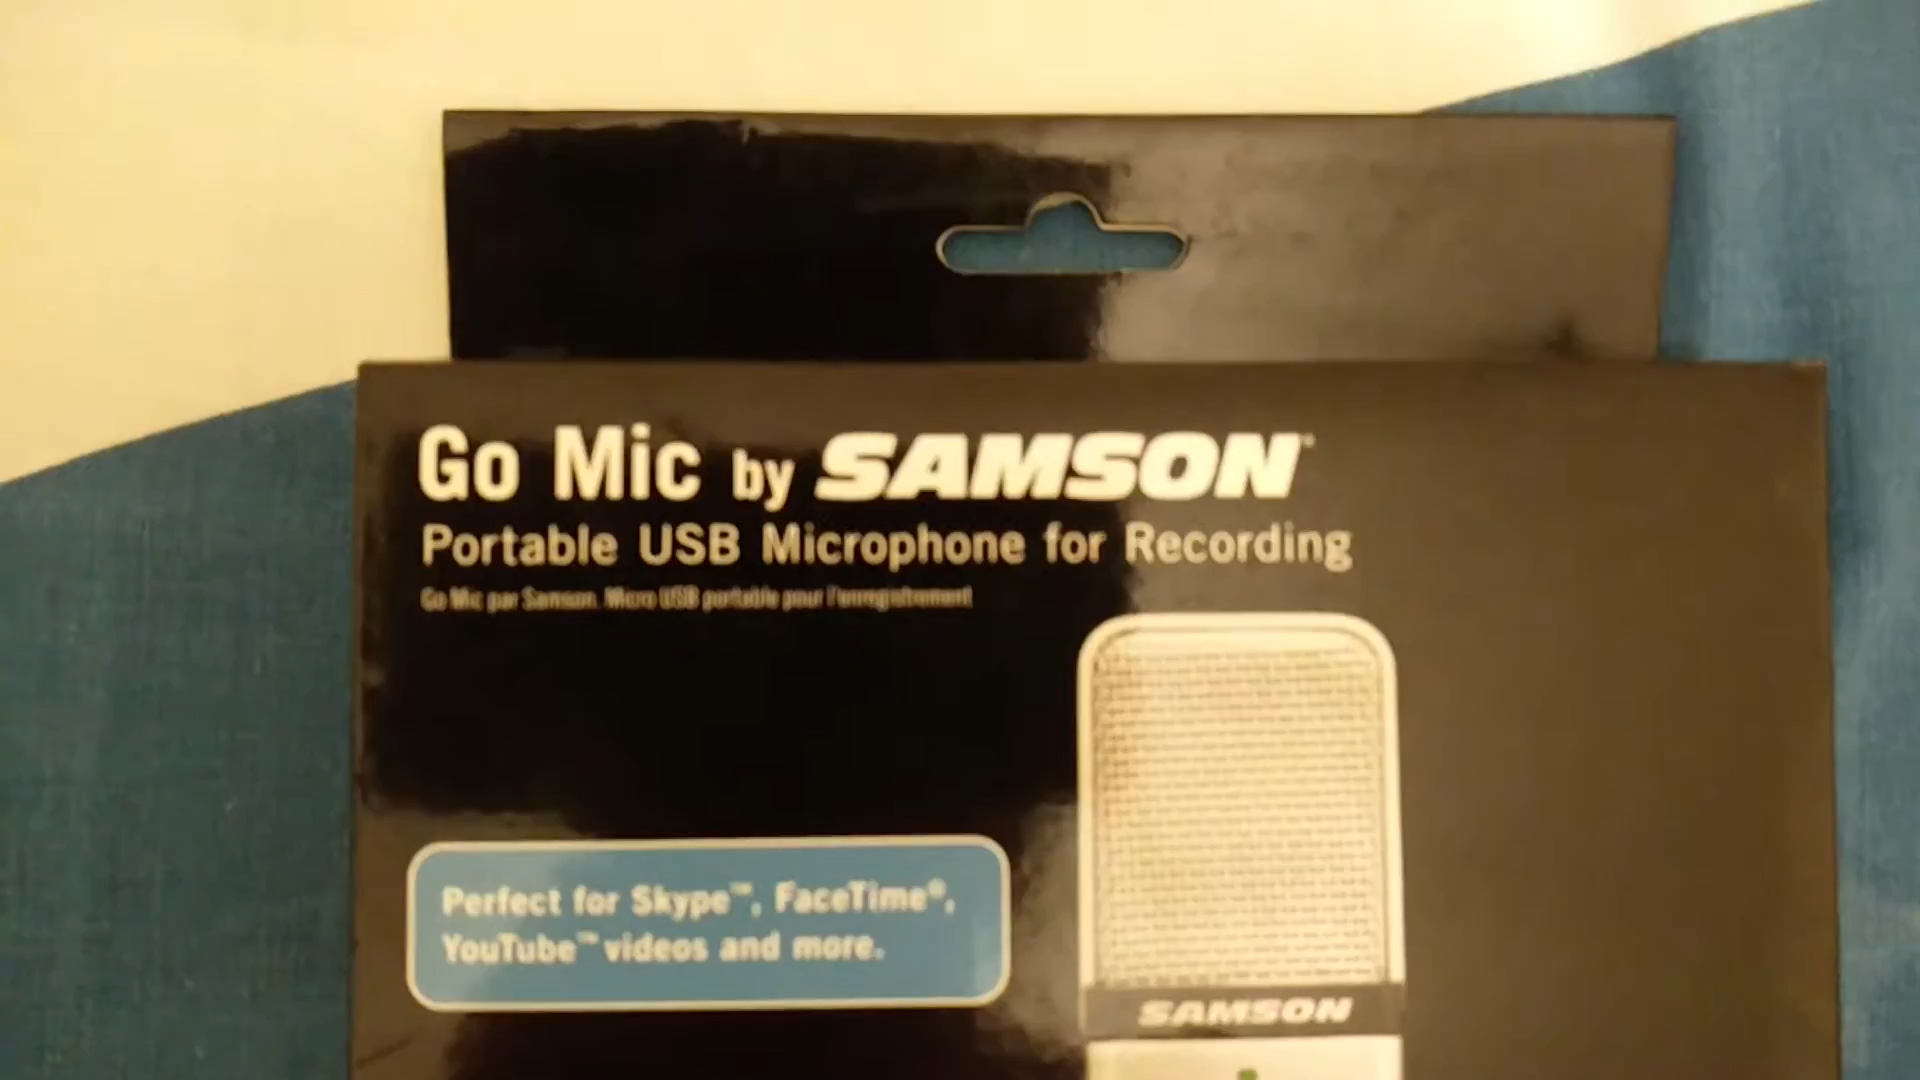 Go Mic by SAMSON™
Portable USB Microphone for Recording
Go Mic par Samson. Micro USB portable pour l'enregistrement
Perfect for Skype™, FaceTime®,
YouTube™ videos and more.
SAMSON